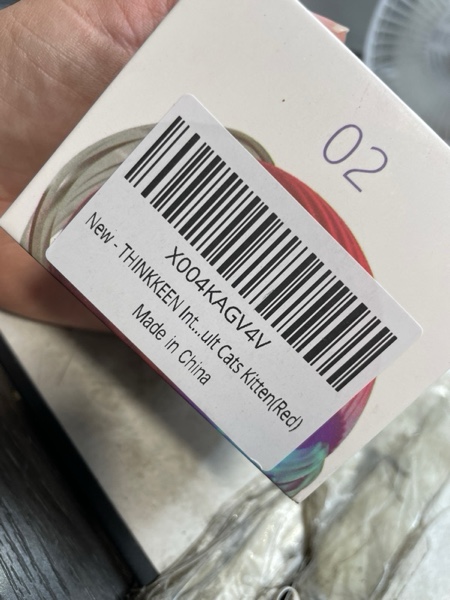 02
X004KAGV4V
New - THINKKEEN Int...ult Cats Kitten(Red)
Made in China